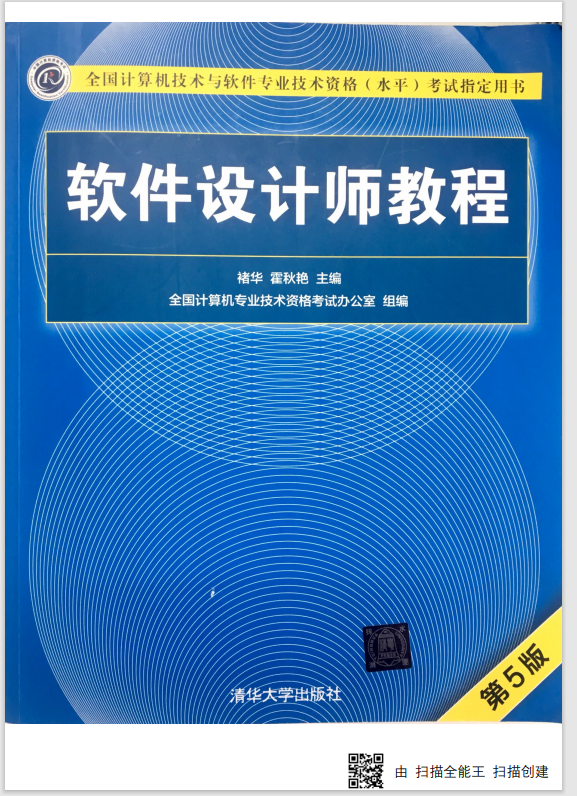 全国计算机技术与软件专业技术资格（水平）考试指定用书
软件设计师教程
褚华 霍秋艳 主编
全国计算机专业技术资格考试办公室 组编
清华大学出版社
第5版
由 扫描全能王 扫描创建